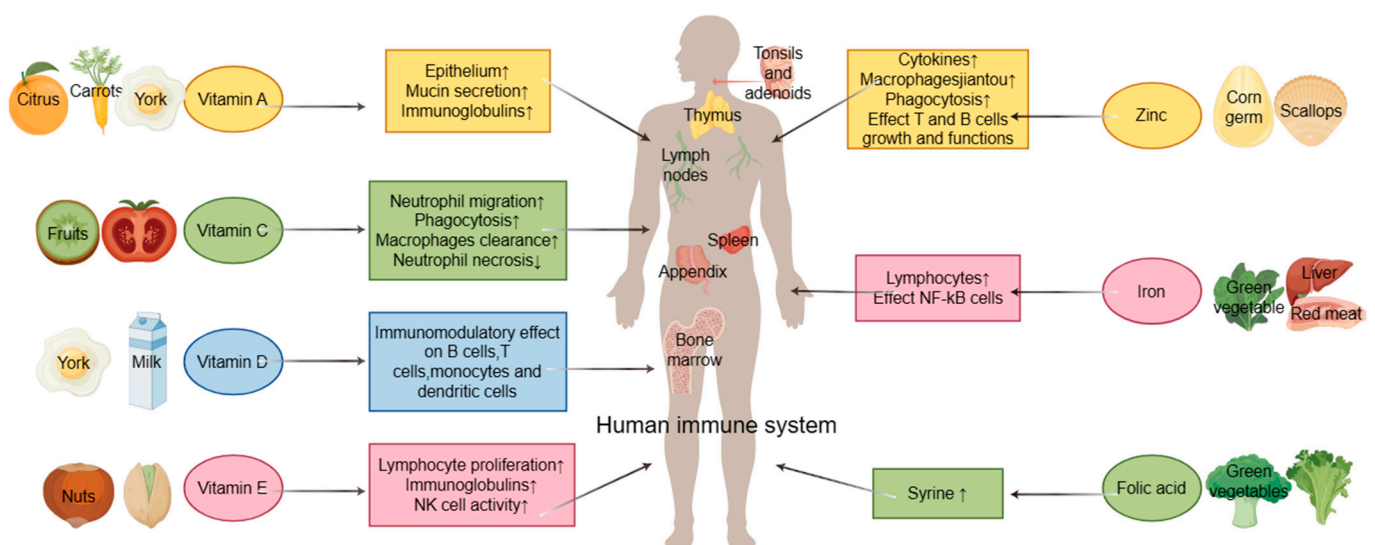 Citrus
Carrots
York
Vitamin A
Epithelium↑
Mucin secretion↑
Immunoglobulins↑
Tonsils
and
adenoids
Thymus
Lymph
nodes
Cytokines↑
Macrophagesjiantou↑
Phagocytosis↑
Effect T and B cells
growth and functions
Zinc
Corn
germ
Scallops
Fruits
Vitamin C
Neutrophil migration↑
Phagocytosis↑
Macrophages clearance↑
Neutrophil necrosis↓
Spleen
Appendix
Lymphocytes↑
Effect NF-kB cells
Iron
Green
vegetable
Liver
Red meat
York
Milk
Vitamin D
Immunomodulatory effect
on B cells,T
cells,monocytes and
dendritic cells
Bone
marrow
Human immune system
Nuts
Vitamin E
Lymphocyte proliferation↑
Immunoglobulins↑
NK cell activity↑
Syrine ↑
Folic acid
Green
vegetables